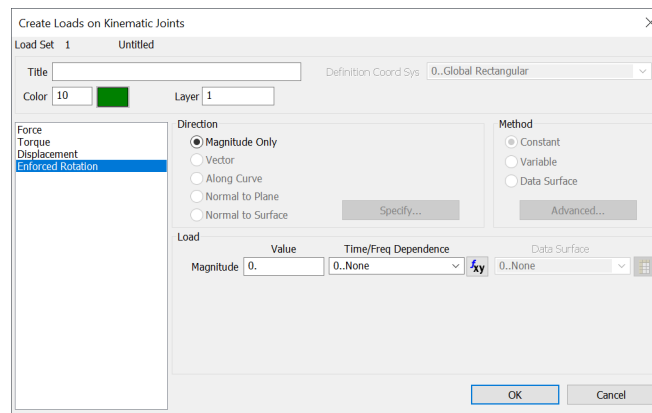 Create Loads on Kinematic Joints
Load Set 1 Untitled
Title Definition Coord Sys 0..Global Rectangular
Color 10 Layer 1
Force
Torque
Displacement
Enforced Rotation
Direction
Magnitude Only
Vector
Along Curve
Normal to Plane
Normal to Surface
Specify...
Method
Constant
Variable
Data Surface
Advanced...
Load
Value Time/Freq Dependence Data Surface
Magnitude 0. 0..None fxy 0..None
OK Cancel